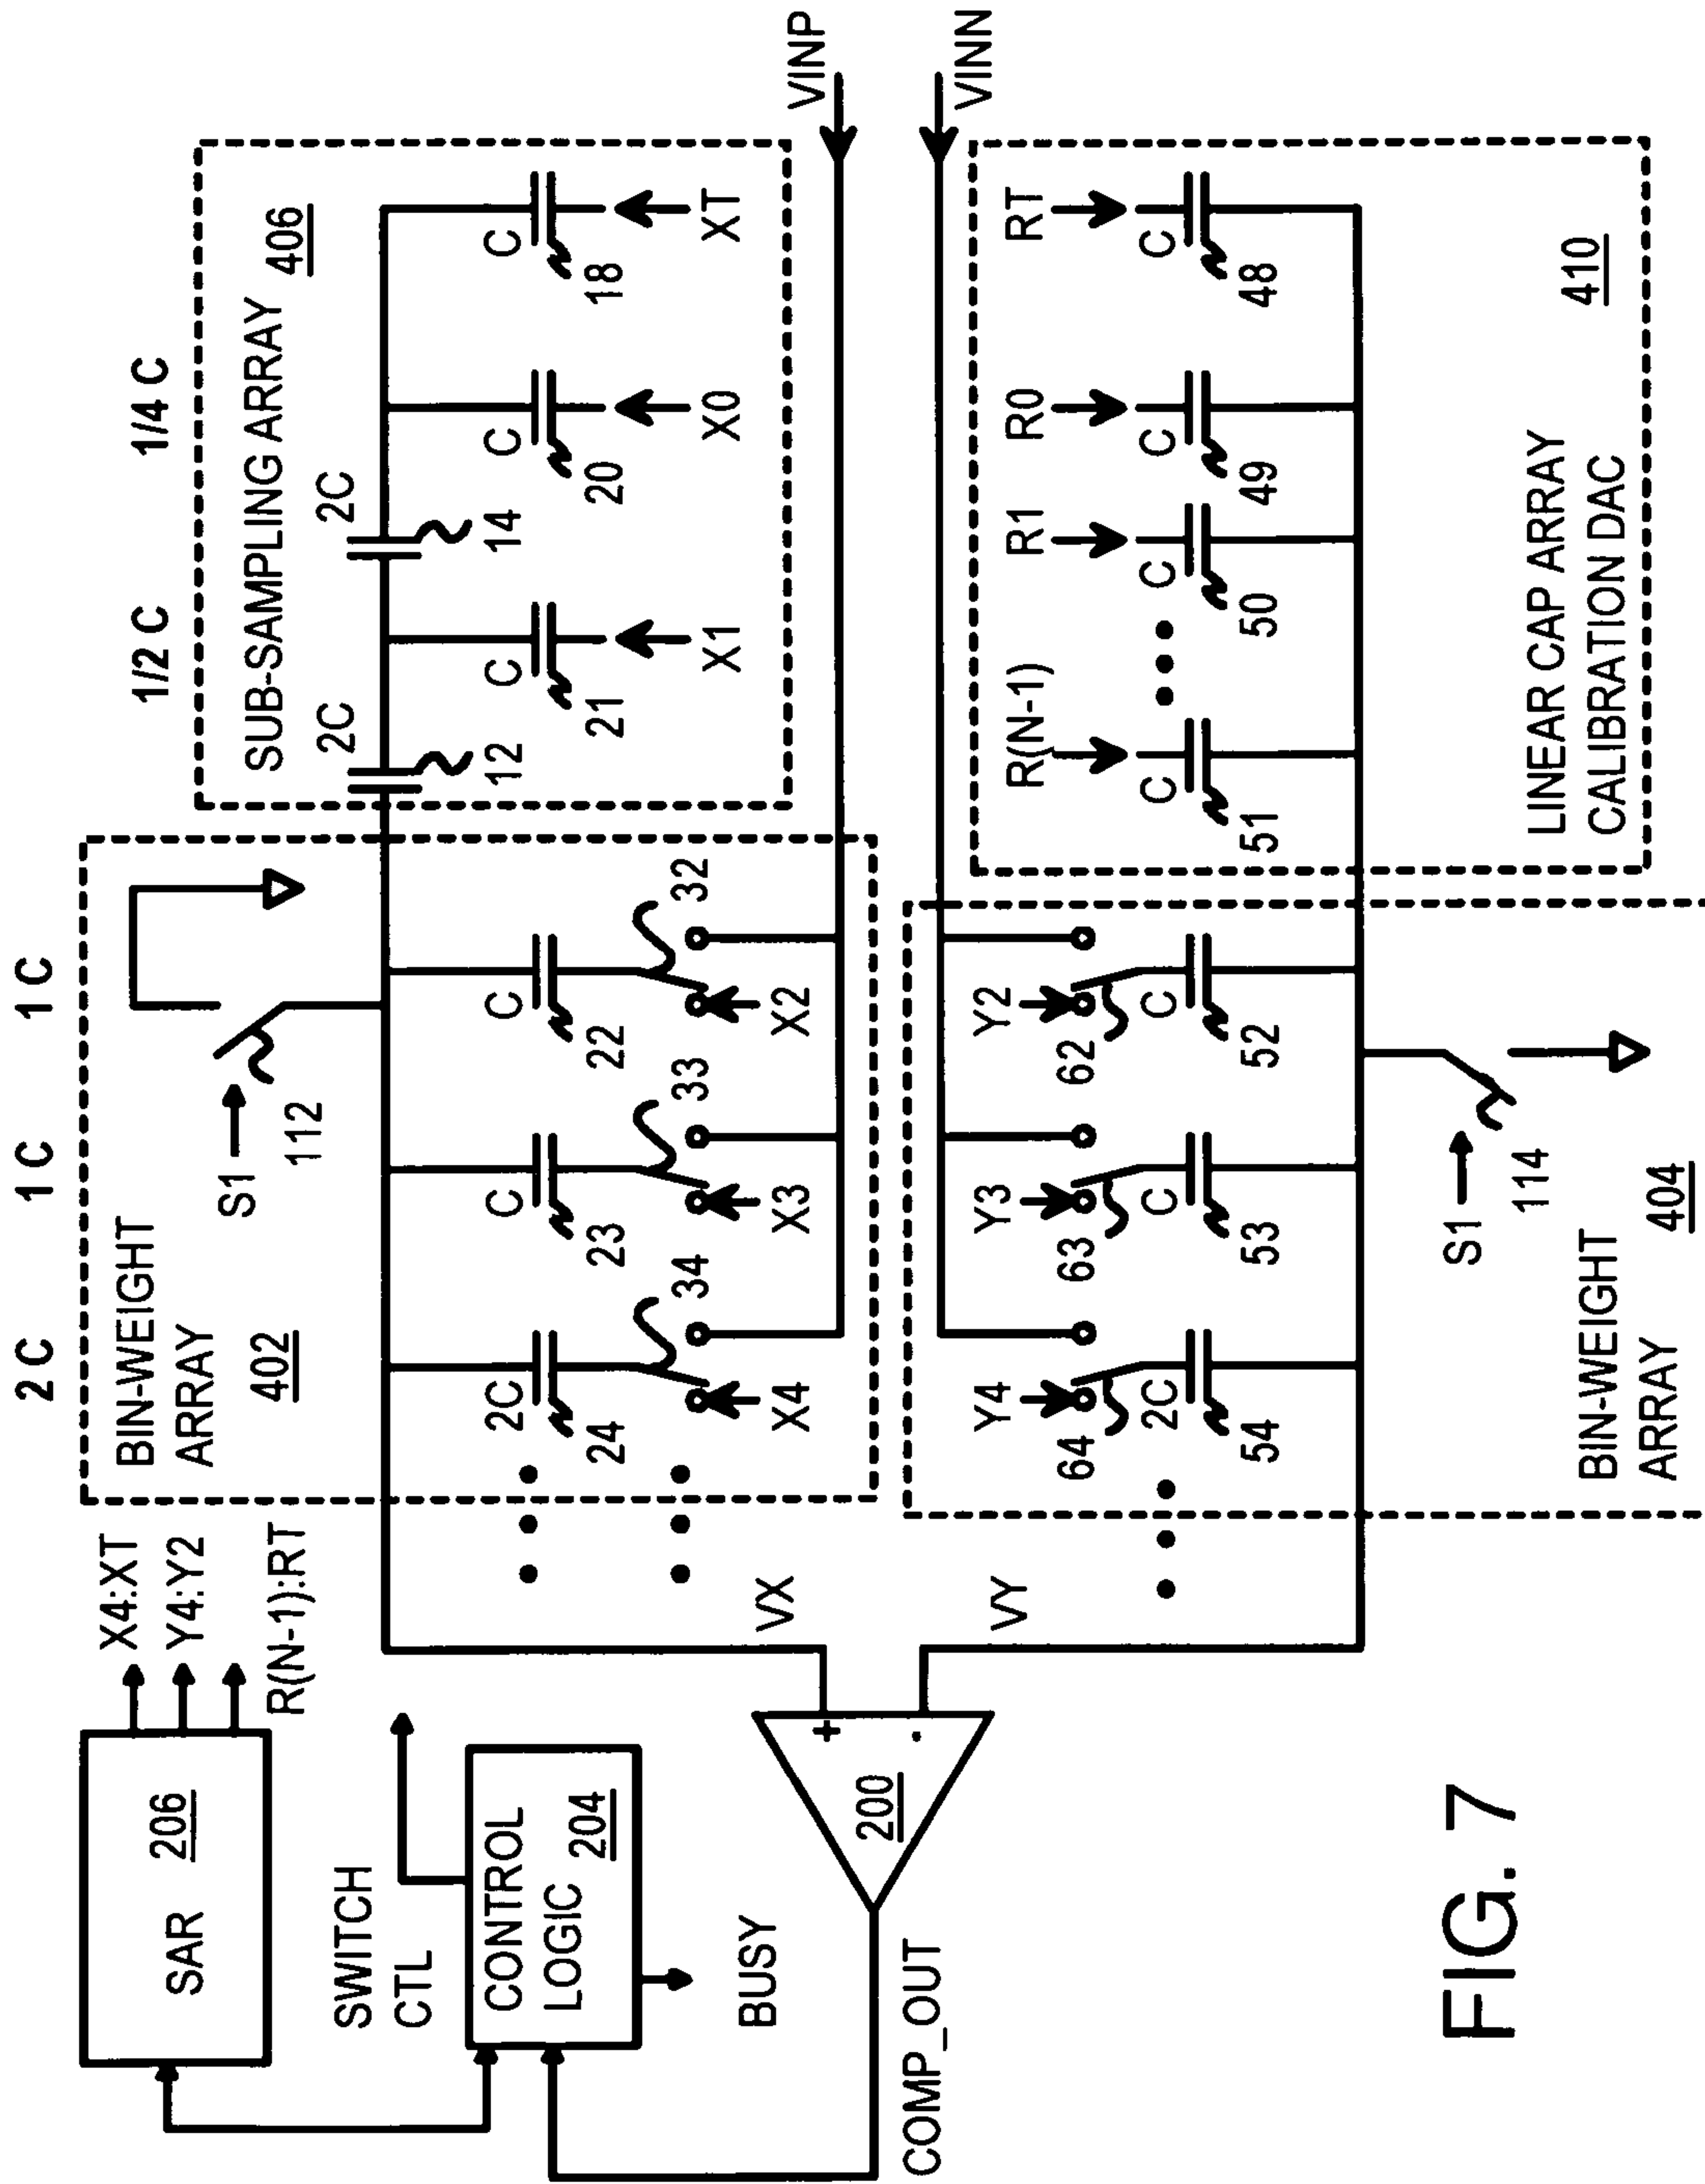 2 C 1 C 1 C 1/2 C 1/4 C
SAR 206
X4:XT
Y4:Y2
R(N-1):RT
SWITCH
CTL
CONTROL
LOGIC 204
BUSY
COMP_OUT
200
+
-
VX
VY
BIN-WEIGHT
ARRAY
402
S1
112
2C
24
34
X4
C
23
33
X3
C
22
32
X2
SUB-SAMPLING ARRAY
406
2C
12
C
21
X1
2C
14
C
20
X0
C
18
XT
VINP
VINN
Y4
64
2C
54
Y3
63
C
53
Y2
62
C
52
S1
114
BIN-WEIGHT
ARRAY
404
R(N-1)
C
51
R1
C
50
R0
C
49
RT
C
48
LINEAR CAP ARRAY
CALIBRATION DAC
410
FIG. 7